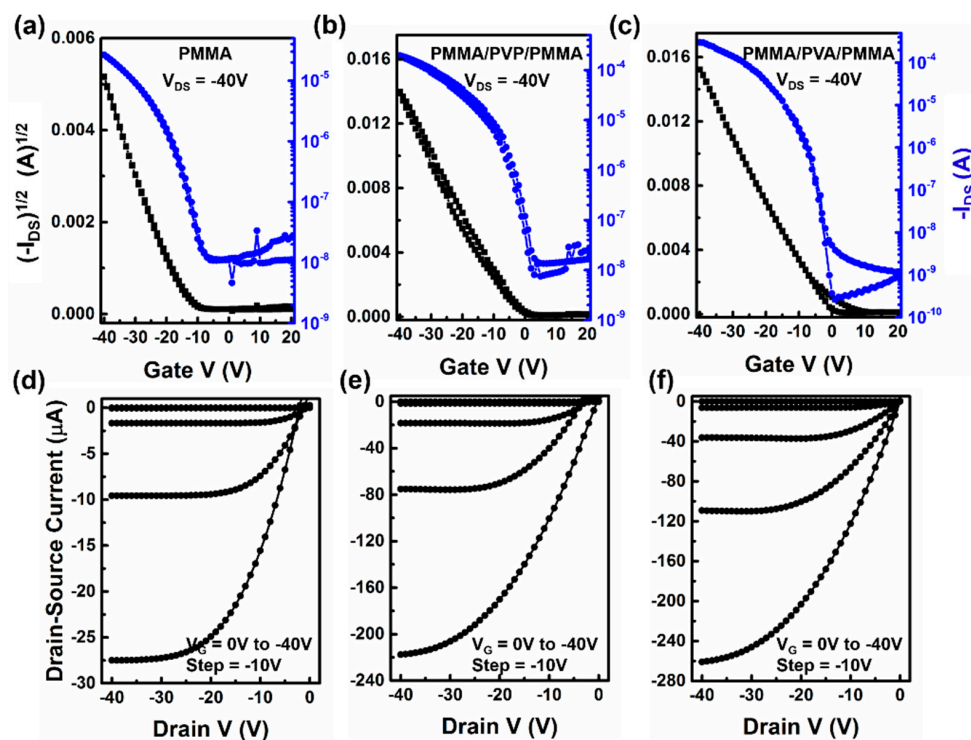 (a)
PMMA
V_DS = -40V
0.006
0.004
0.002
0.000
(-I_DS)^1/2 (A)^1/2
10^-5
10^-6
10^-7
10^-8
10^-9
-40 -30 -20 -10 0 10 20
Gate V (V)
(b)
PMMA/PVP/PMMA
V_DS = -40V
0.016
0.012
0.008
0.004
0.000
10^-4
10^-5
10^-6
10^-7
10^-8
10^-9
-40 -30 -20 -10 0 10 20
Gate V (V)
(c)
PMMA/PVA/PMMA
V_DS = -40V
0.016
0.012
0.008
0.004
0.000
10^-4
10^-5
10^-6
10^-7
10^-8
10^-9
10^-10
-I_DS (A)
-40 -30 -20 -10 0 10 20
Gate V (V)
(d)
0
-5
-10
-15
-20
-25
-30
Drain-Source Current (μA)
V_G = 0V to -40V
Step = -10V
-40 -30 -20 -10 0
Drain V (V)
(e)
0
-40
-80
-120
-160
-200
-240
V_G = 0V to -40V
Step = -10V
-40 -30 -20 -10 0
Drain V (V)
(f)
0
-40
-80
-120
-160
-200
-240
-280
V_G = 0V to -40V
Step = -10V
-40 -30 -20 -10 0
Drain V (V)